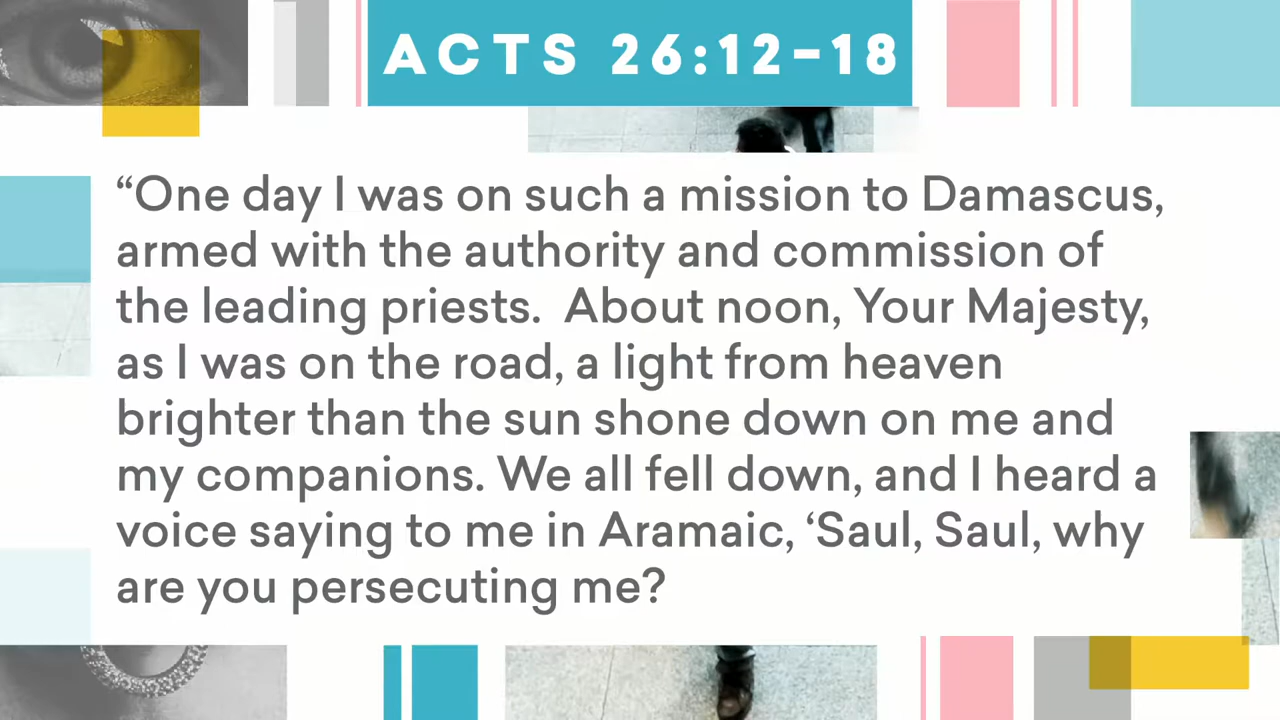 ACTS 26:12-18
“One day I was on such a mission to Damascus,
armed with the authority and commission of
the leading priests.  About noon, Your Majesty,
as I was on the road, a light from heaven
brighter than the sun shone down on me and
my companions. We all fell down, and I heard a
voice saying to me in Aramaic, ‘Saul, Saul, why
are you persecuting me?